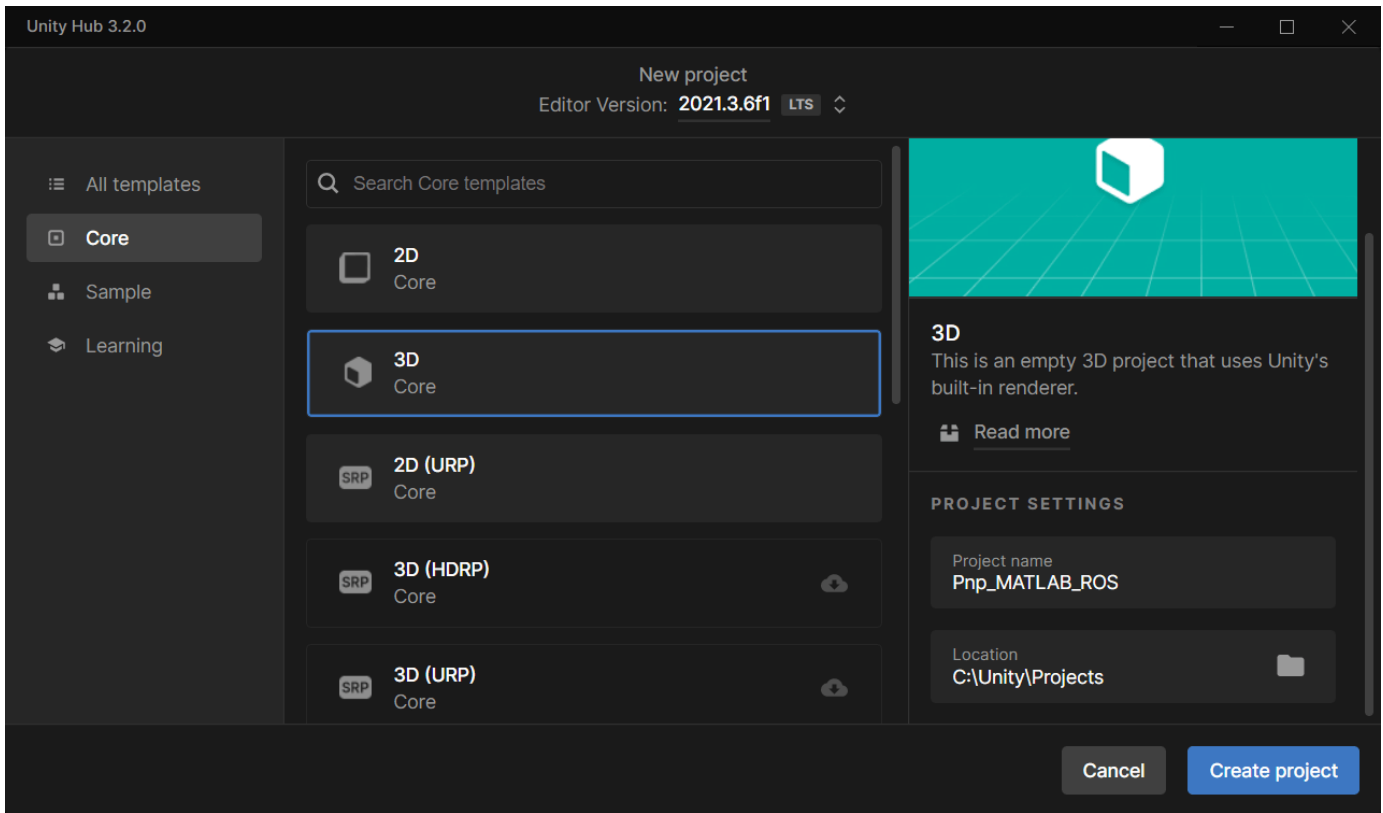 Unity Hub 3.2.0
New project
Editor Version: 2021.3.6f1 LTS
All templates
Core
Sample
Learning
Search Core templates
2D
Core
3D
Core
SRP
2D (URP)
Core
SRP
3D (HDRP)
Core
SRP
3D (URP)
Core
3D
This is an empty 3D project that uses Unity's
built-in renderer.
Read more
PROJECT SETTINGS
Project name
Pnp_MATLAB_ROS
Location
C:\Unity\Projects
Cancel
Create project